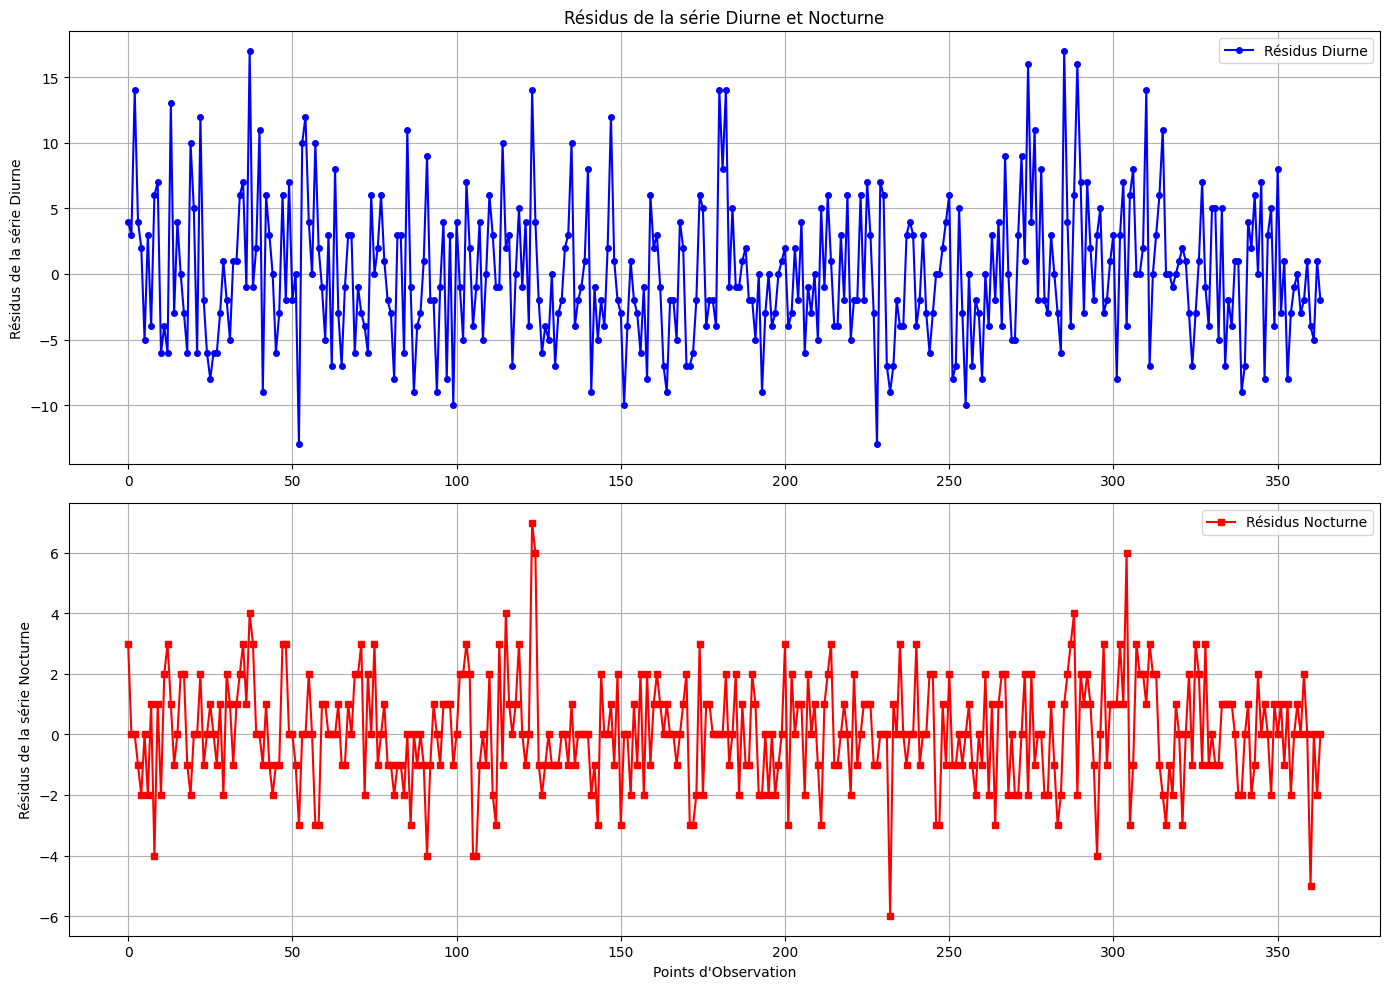 Résidus de la série Diurne et Nocturne
Résidus Diurne
Résidus de la série Diurne
15
10
5
0
−5
−10
0 50 100 150 200 250 300 350
Résidus Nocturne
Résidus de la série Nocturne
6
4
2
0
−2
−4
−6
0 50 100 150 200 250 300 350
Points d'Observation